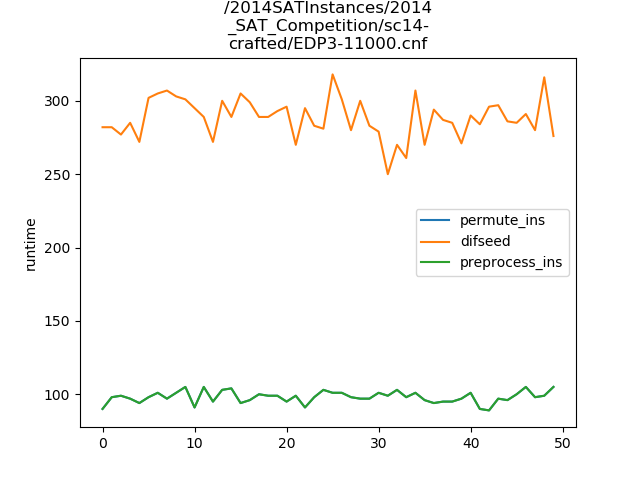 /2014SATInstances/2014
_SAT_Competition/sc14-
crafted/EDP3-11000.cnf
300
250
200
150
100
runtime
permute_ins
difseed
preprocess_ins
0
10
20
30
40
50